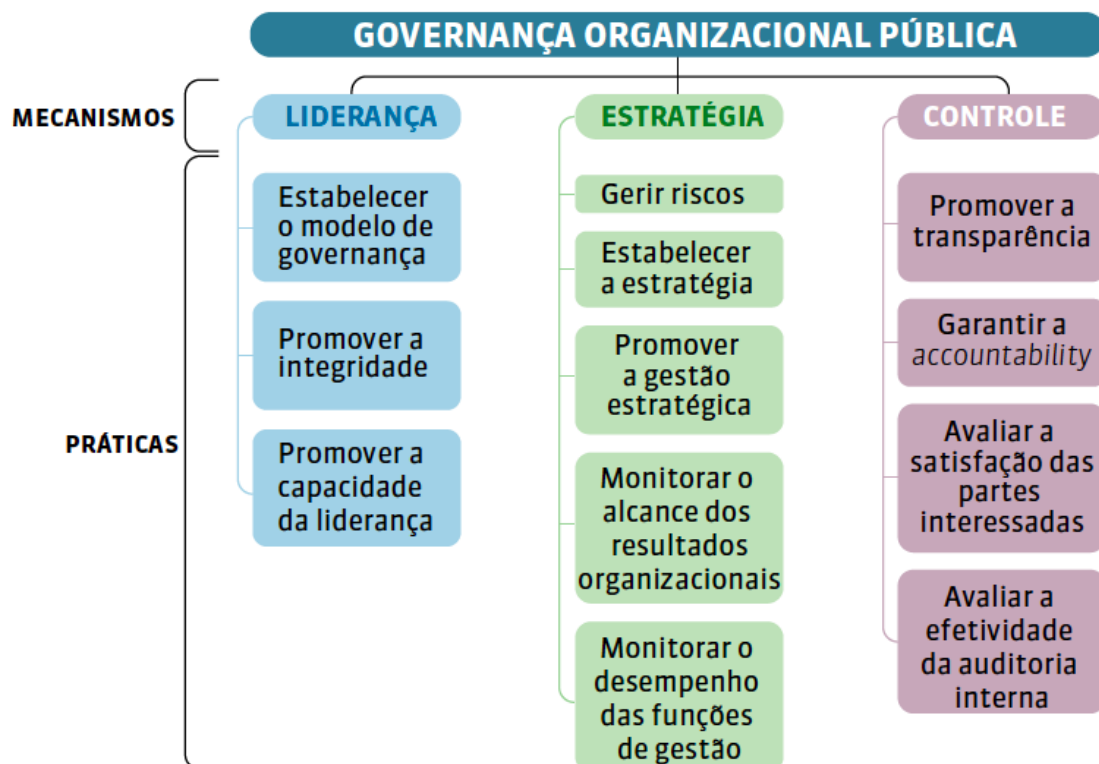 GOVERNANÇA ORGANIZACIONAL PÚBLICA
MECANISMOS
LIDERANÇA
Estabelecer
o modelo de
governança
Promover a
integridade
Promover a
capacidade
da liderança
ESTRATÉGIA
Gerir riscos
Estabelecer
a estratégia
Promover
a gestão
estratégica
Monitorar o
alcance dos
resultados
organizacionais
Monitorar o
desempenho
das funções
de gestão
CONTROLE
Promover a
transparência
Garantir a
accountability
Avaliar a
satisfação das
partes
interessadas
Avaliar a
efetividade
da auditoria
interna
PRÁTICAS